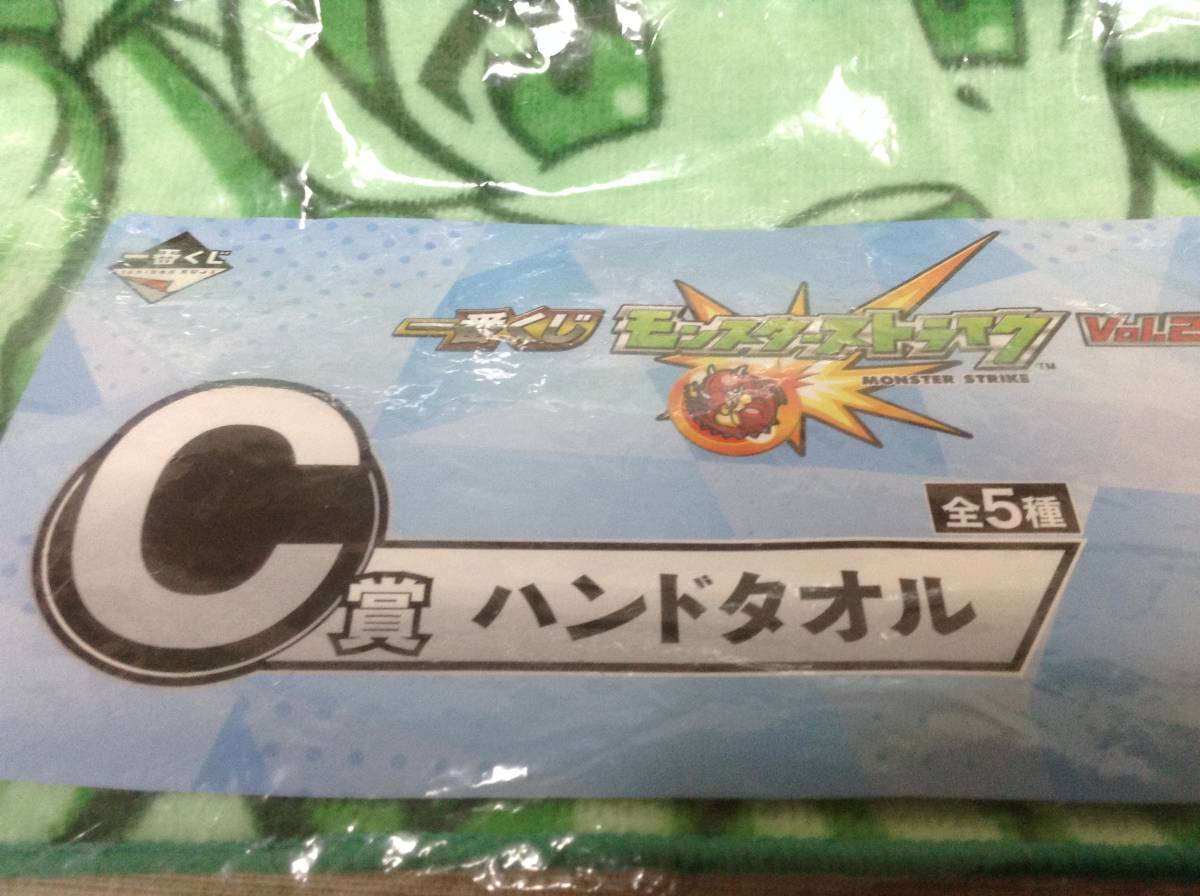 一番くじ
一番くじ モンスターストライク Vol.2
MONSTER STRIKE™
全5種
C賞 ハンドタオル